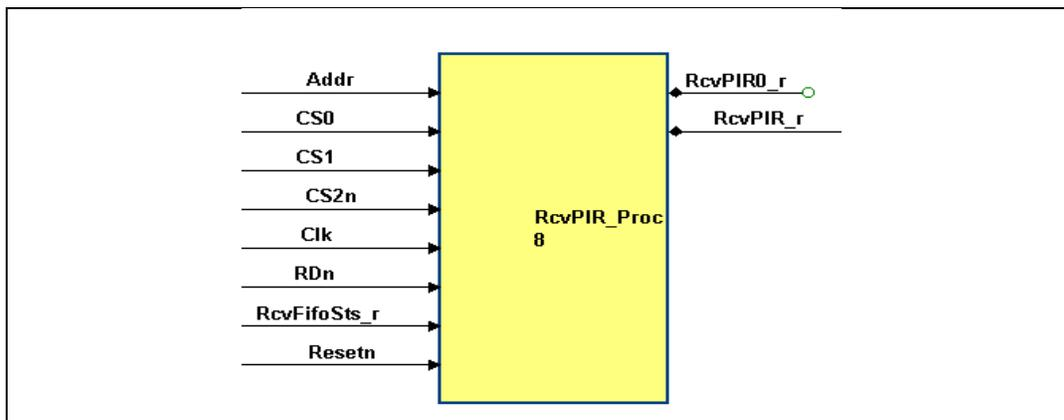 Addr
CS0
CS1
CS2n
Clk
RDn
RcvFifoSts_r
Resetn
RcvPIR_Proc
8
RcvPIR0_r
RcvPIR_r